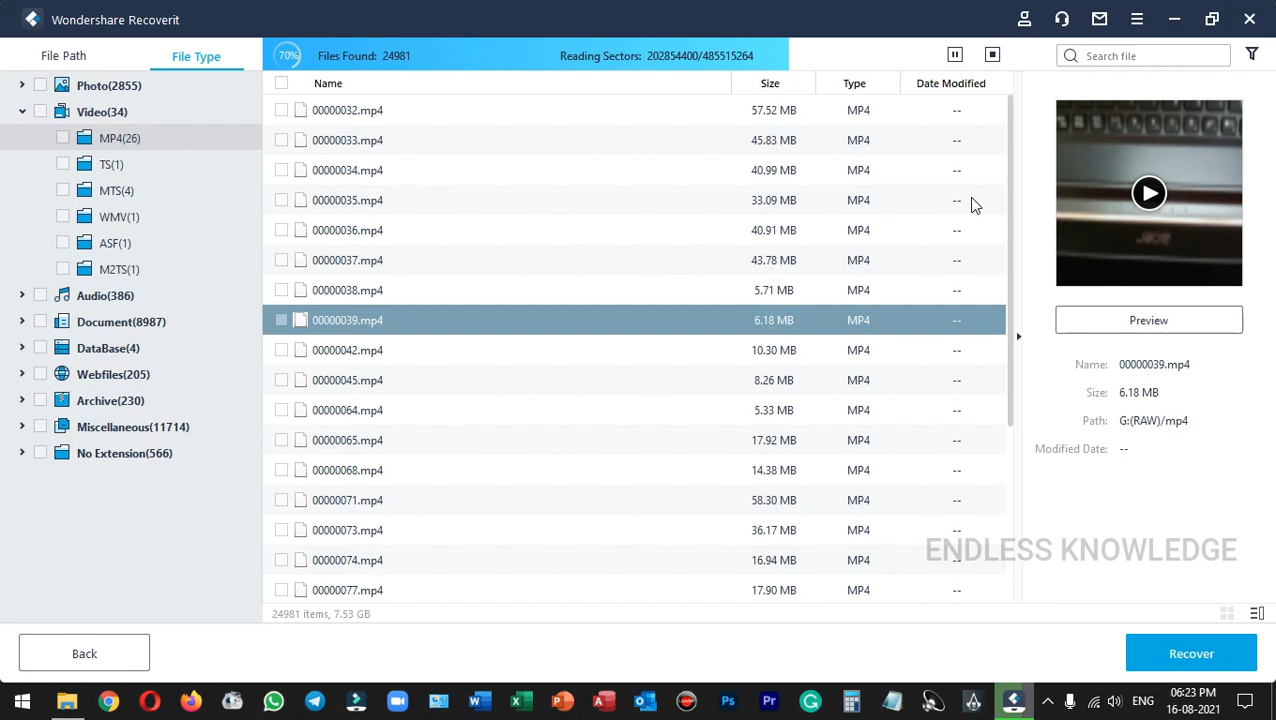 Wondershare Recoverit
File Path
File Type
70%
Files Found: 24981
Reading Sectors: 202854400/485515264
Search file
Photo(2855)
Video(34)
MP4(26)
TS(1)
MTS(4)
WMV(1)
ASF(1)
M2TS(1)
Audio(386)
Document(8987)
DataBase(4)
Webfiles(205)
Archive(230)
Miscellaneous(11714)
No Extension(566)
Name Size Type Date Modified
00000032.mp4 57.52 MB MP4 --
00000033.mp4 45.83 MB MP4 --
00000034.mp4 40.99 MB MP4 --
00000035.mp4 33.09 MB MP4 --
00000036.mp4 40.91 MB MP4 --
00000037.mp4 43.78 MB MP4 --
00000038.mp4 5.71 MB MP4 --
00000039.mp4 6.18 MB MP4 --
00000042.mp4 10.30 MB MP4 --
00000045.mp4 8.26 MB MP4 --
00000064.mp4 5.33 MB MP4 --
00000065.mp4 17.92 MB MP4 --
00000068.mp4 14.38 MB MP4 --
00000071.mp4 58.30 MB MP4 --
00000073.mp4 36.17 MB MP4 --
00000074.mp4 16.94 MB MP4 --
00000077.mp4 17.90 MB MP4 --
24981 items, 7.53 GB
Preview
Name: 00000039.mp4
Size: 6.18 MB
Path: G:(RAW)/mp4
Modified Date: --
ENDLESS KNOWLEDGE
Back
Recover
ENG
06:23 PM
16-08-2021